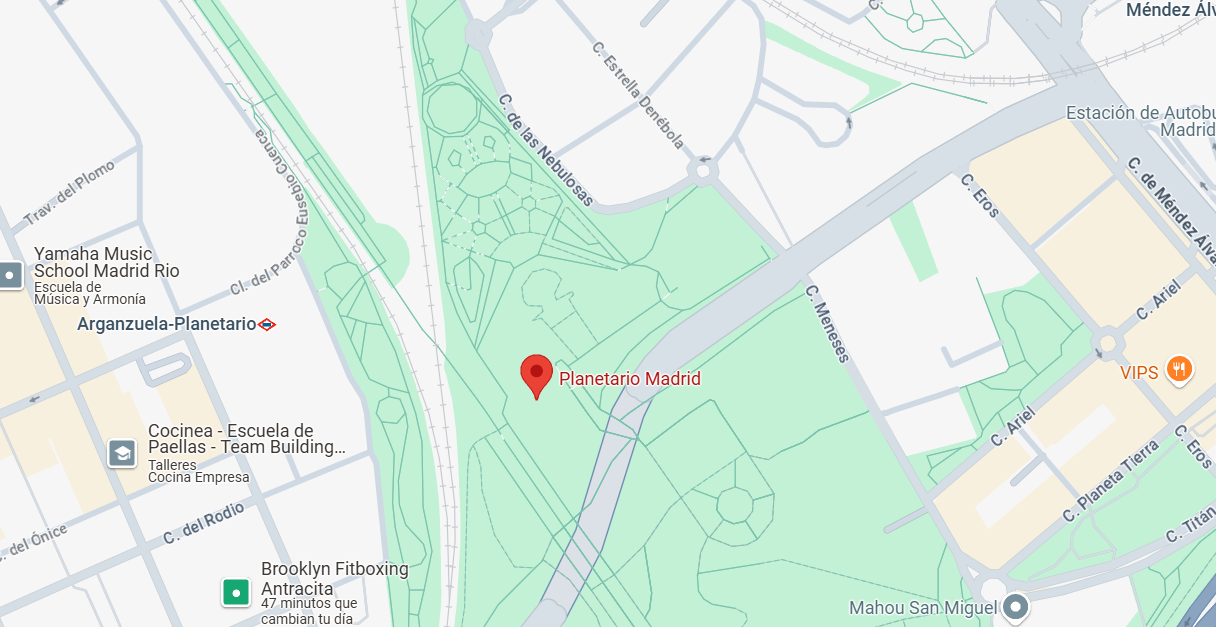 Méndez Álv
C. Estrella Denébola
C. de las Nebulosas
Estación de Autobu
Madrid
C. de Méndez Álva
Cl. del Párroco Eusebio Cuenca
Trav. del Plomo
C. Eros
Yamaha Music
School Madrid Rio
Escuela de
Música y Armonía
Arganzuela-Planetario
C. Meneses
C. Ariel
VIPS
Planetario Madrid
Cocinea - Escuela de
Paellas - Team Building...
Talleres
Cocina Empresa
C. Ariel
C. Eros
C. Planeta Tierra
C. del Rodio
C. Titán
del Ónice
Brooklyn Fitboxing
Antracita
47 minutos que
cambian tu día
Mahou San Miguel